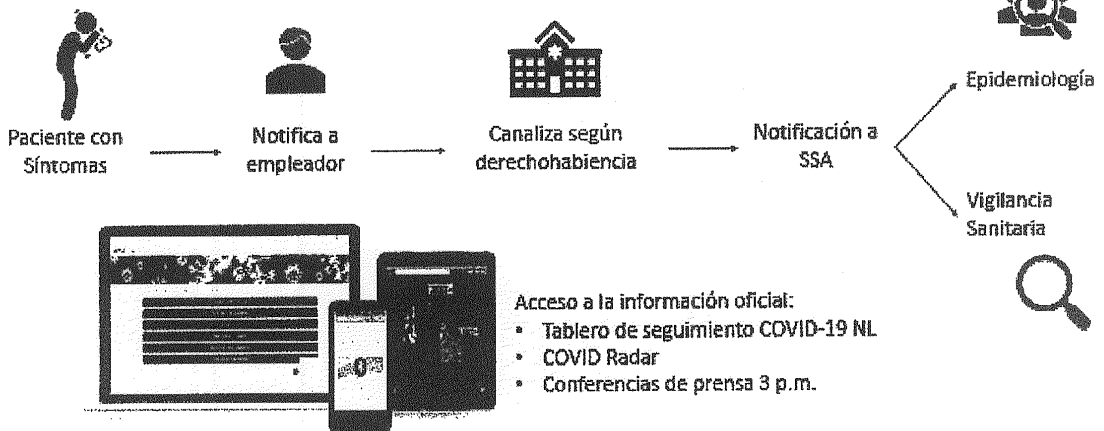 Paciente con
Síntomas
Notifica a
empleador
Canaliza según
derechohabiencia
Notificación a
SSA
Epidemiología
Vigilancia
Sanitaria
Acceso a la información oficial:
• Tablero de seguimiento COVID-19 NL
• COVID Radar
• Conferencias de prensa 3 p.m.